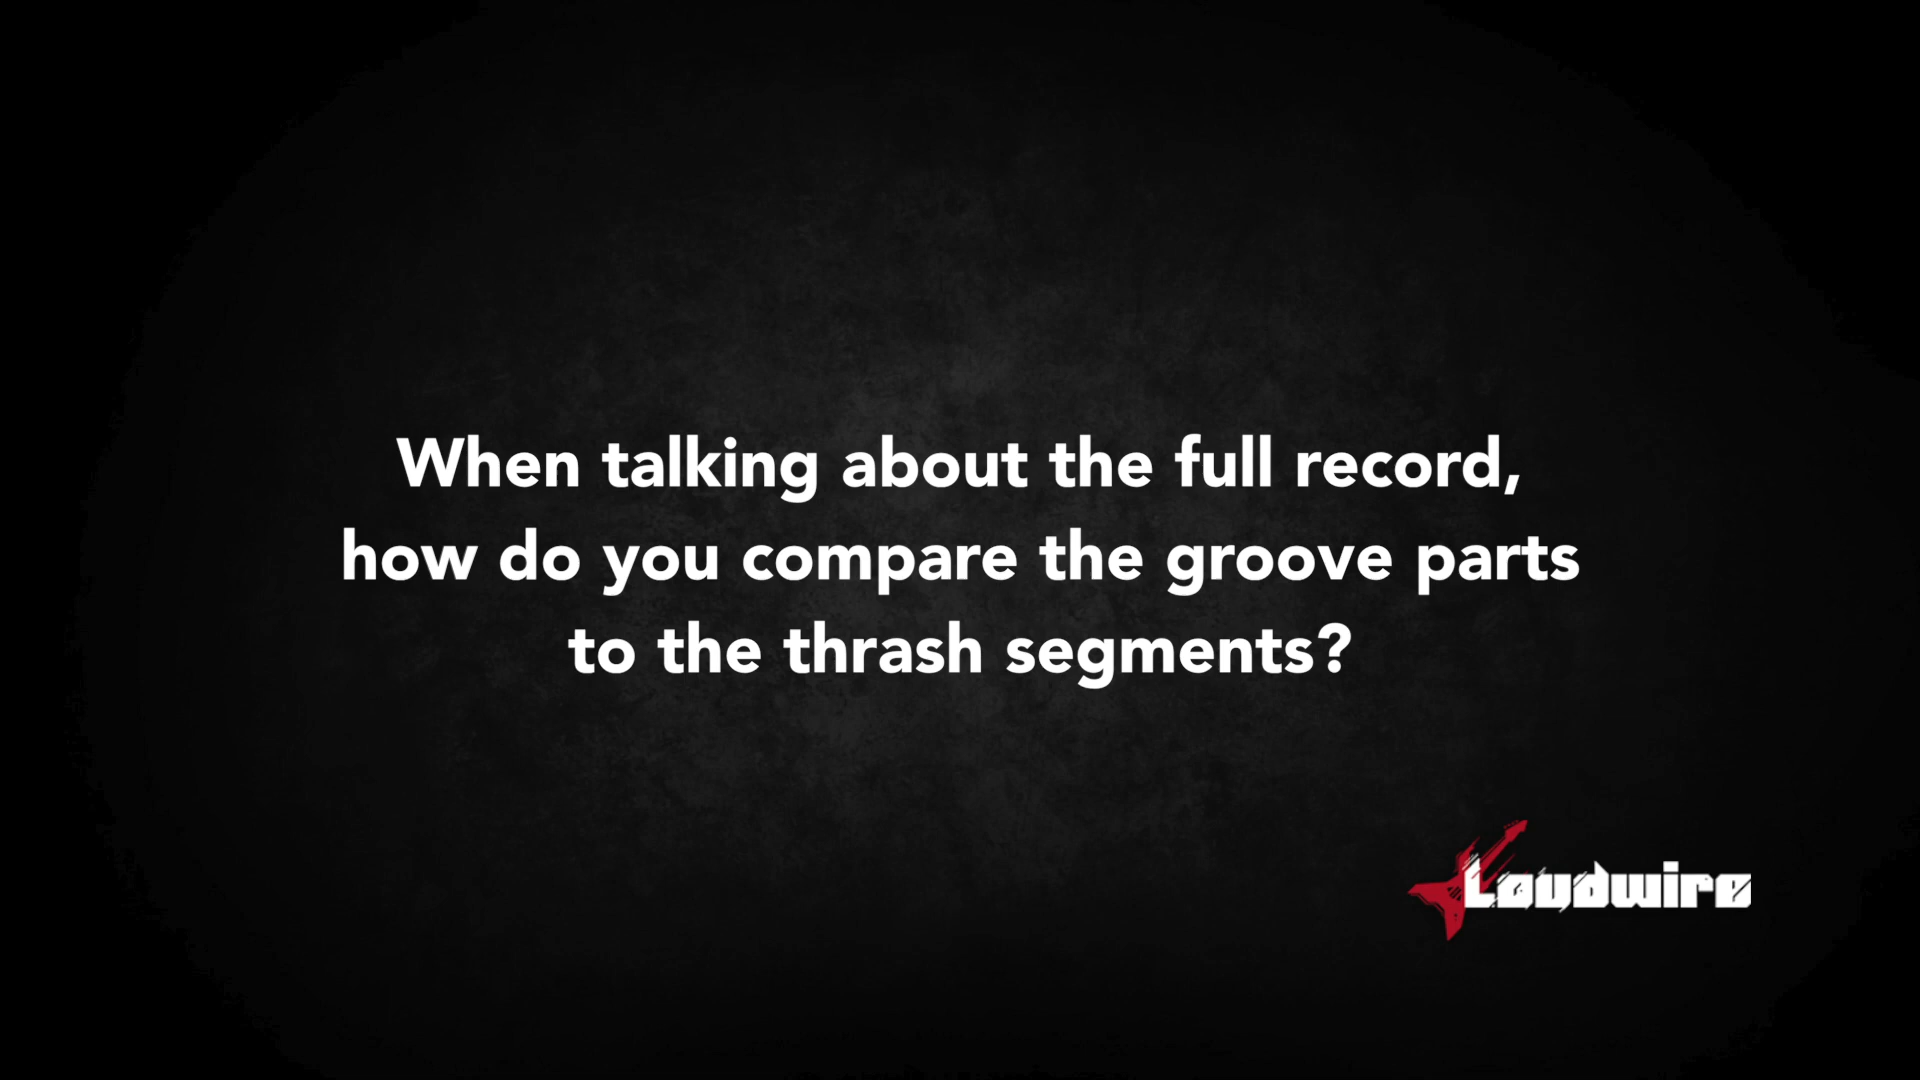 When talking about the full record,
how do you compare the groove parts
to the thrash segments?
Loudwire